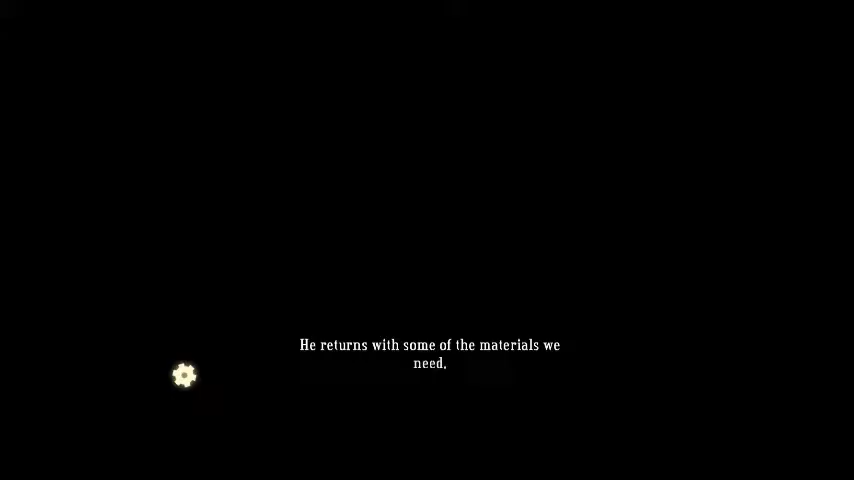 He returns with some of the materials we
need,